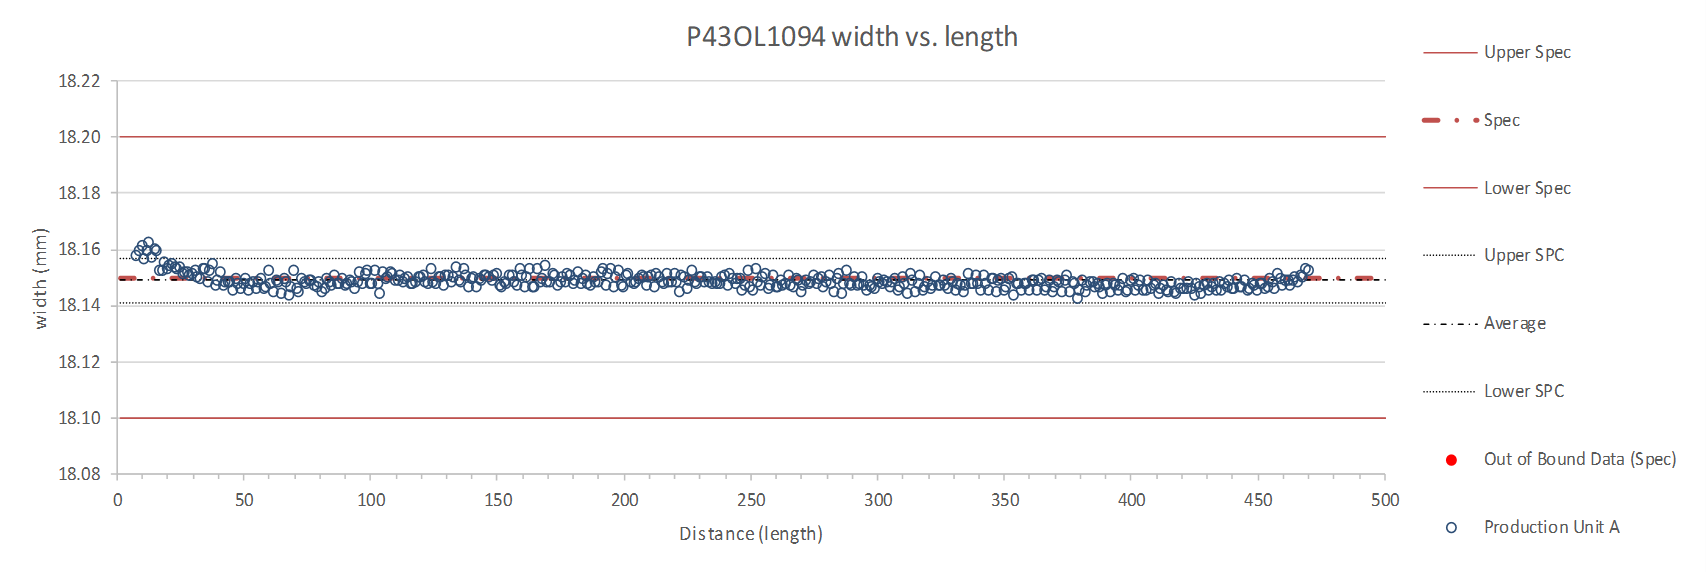 P43OL1094 width vs. length
18.22
18.20
18.18
18.16
18.14
18.12
18.10
18.08
width (mm)
0 50 100 150 200 250 300 350 400 450 500
Distance (length)
Upper Spec
Spec
Lower Spec
Upper SPC
Average
Lower SPC
Out of Bound Data (Spec)
Production Unit A